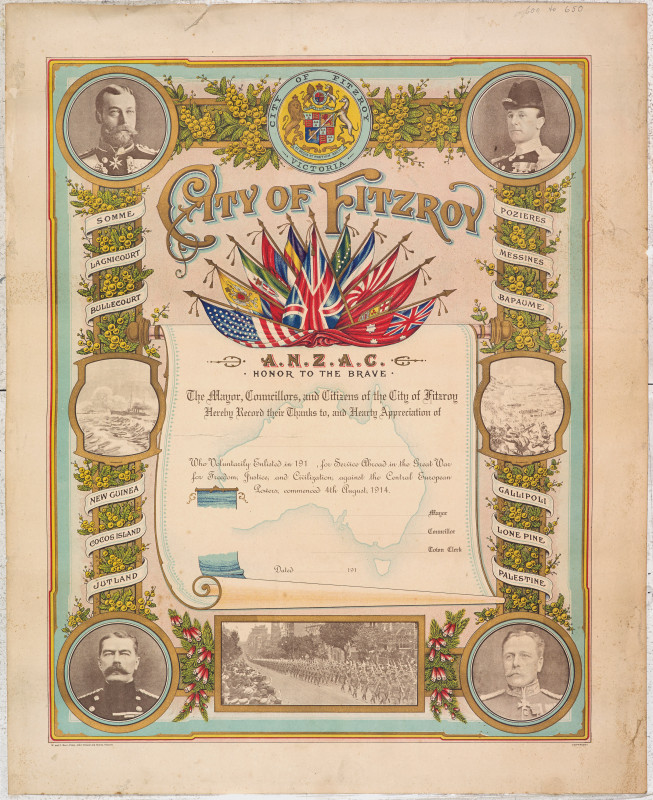 CITY OF FITZROY
VICTORIA
CITY OF FITZROY
SOMME
LAGNICOURT
BULLECOURT
POZIERES
MESSINES
BAPAUME
A.N.Z.A.C.
HONOR TO THE BRAVE
The Mayor, Councillors, and Citizens of the City of Fitzroy
Hereby Record their Thanks to, and Hearty Appreciation of
Who Voluntarily Enlisted in 191 , for Service Abroad in the Great War
for Freedom, Justice, and Civilization, against the Central European
Powers, commenced 4th August, 1914.
Mayor
Councillor
Town Clerk
Dated 191
NEW GUINEA
COCOS ISLAND
JUTLAND
GALLIPOLI
LONE PINE
PALESTINE